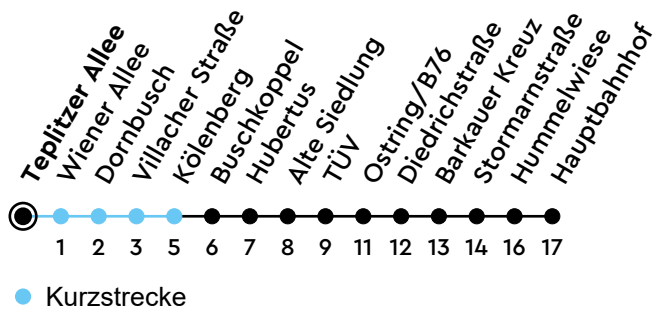 Teplitzer Allee
Wiener Allee
Dornbusch
Villacher Straße
Kölenberg
Buschkoppel
Hubertus
Alte Siedlung
TÜV
Ostring/B76
Diedrichstraße
Barkauer Kreuz
Stormarnstraße
Hummelwiese
Hauptbahnhof
1 2 3 5 6 7 8 9 11 12 13 14 16 17
Kurzstrecke